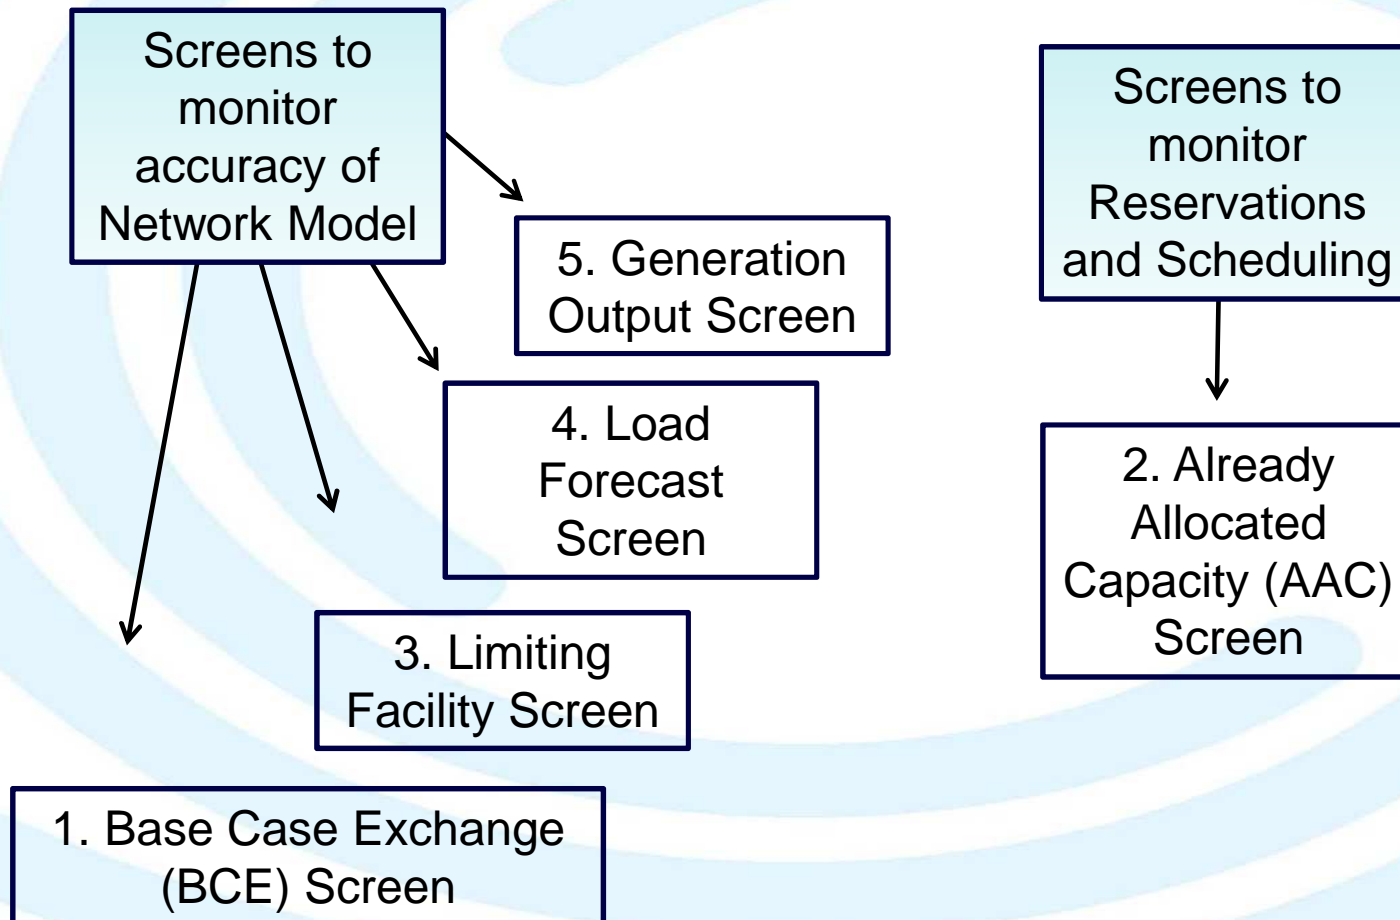 Screens to
monitor
accuracy of
Network Model
Screens to
monitor
Reservations
and Scheduling
5. Generation
Output Screen
4. Load
Forecast
Screen
2. Already
Allocated
Capacity (AAC)
Screen
3. Limiting
Facility Screen
1. Base Case Exchange
(BCE) Screen